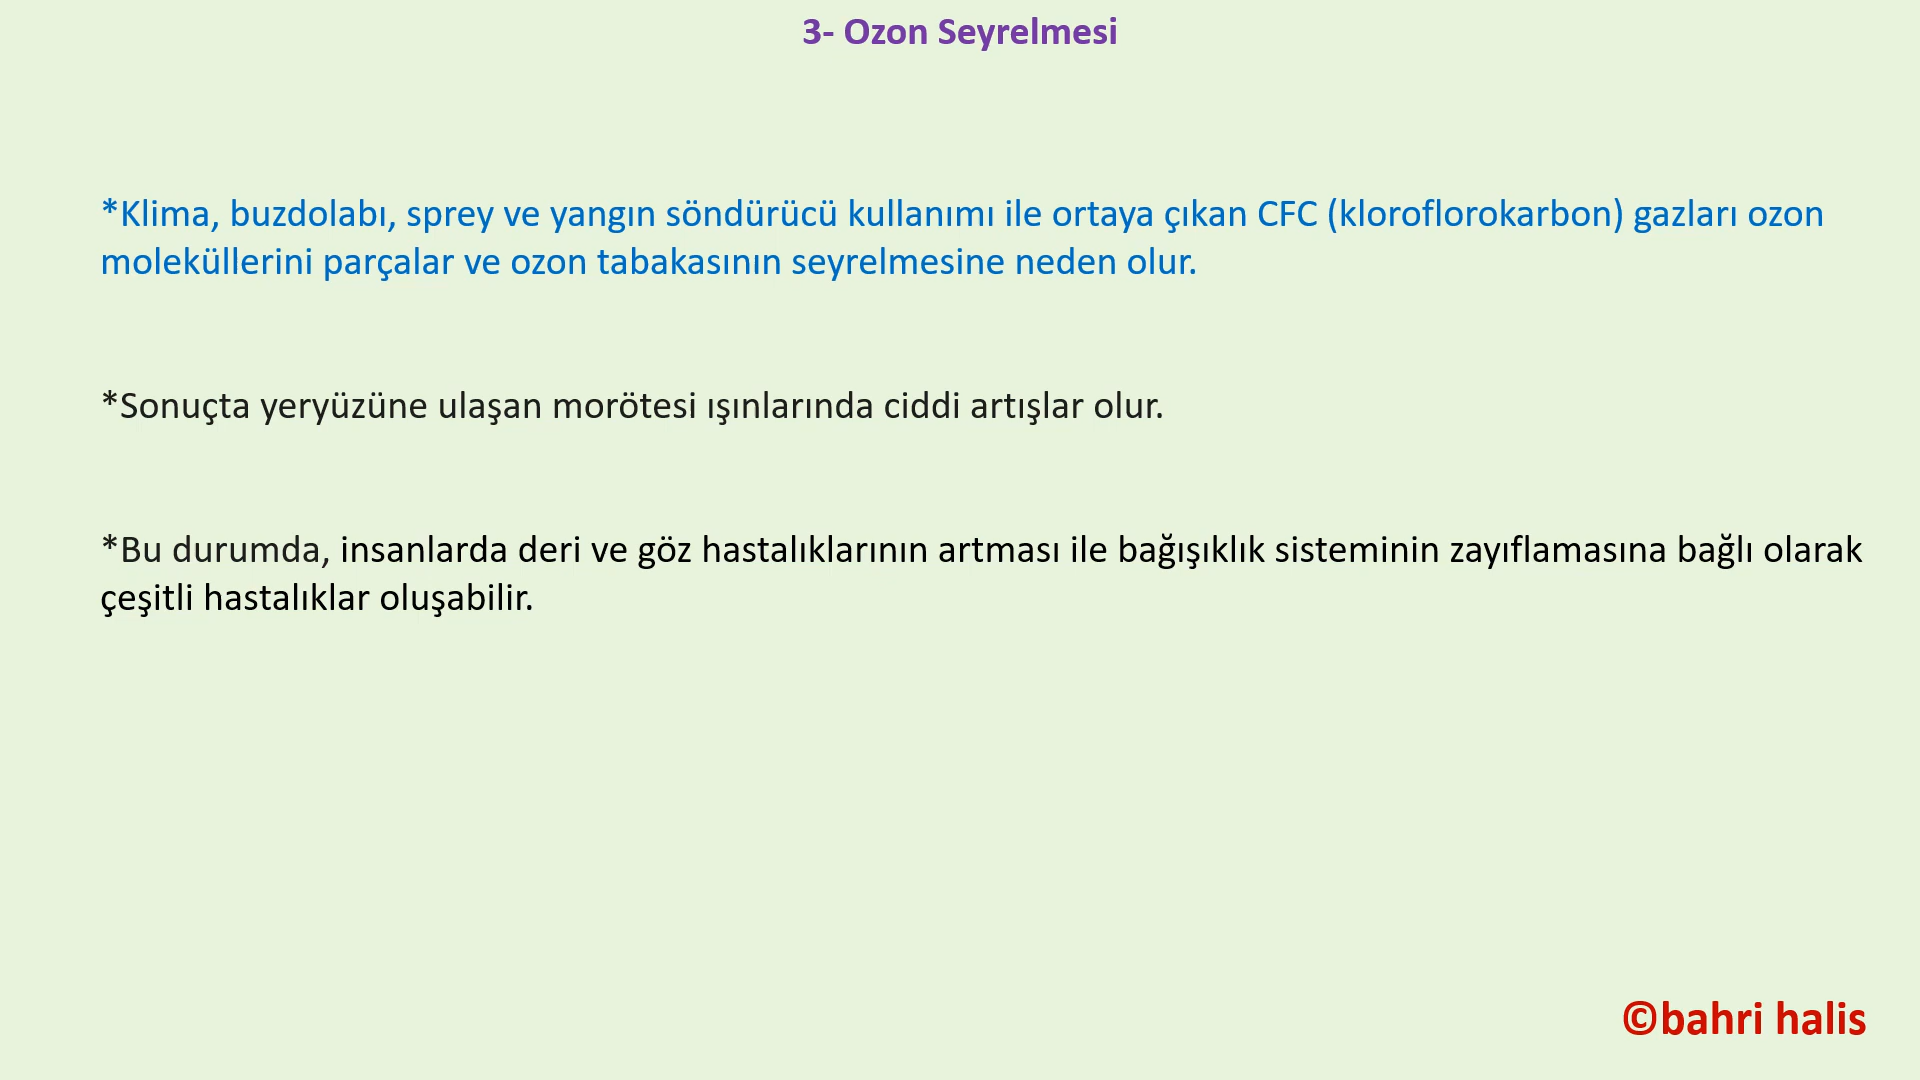 3- Ozon Seyrelmesi
*Klima, buzdolabı, sprey ve yangın söndürücü kullanımı ile ortaya çıkan CFC (kloroflorokarbon) gazları ozon
moleküllerini parçalar ve ozon tabakasının seyrelmesine neden olur.
*Sonuçta yeryüzüne ulaşan morötesi ışınlarında ciddi artışlar olur.
*Bu durumda, insanlarda deri ve göz hastalıklarının artması ile bağışıklık sisteminin zayıflamasına bağlı olarak
çeşitli hastalıklar oluşabilir.
©bahri halis